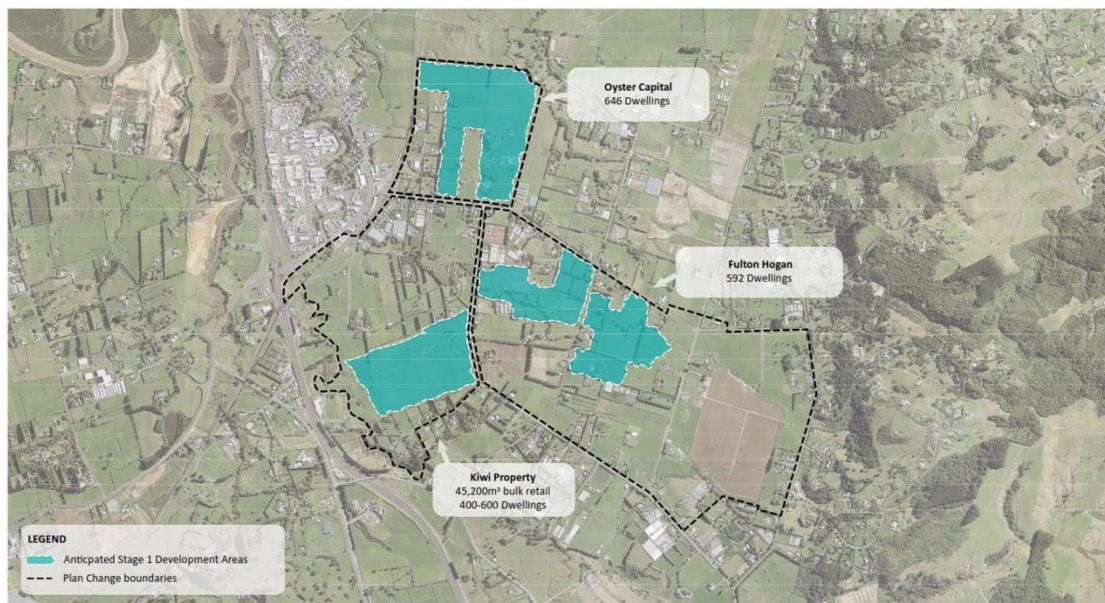 Oyster Capital
646 Dwellings
Fulton Hogan
592 Dwellings
Kiwi Property
45,200m² bulk retail
400-600 Dwellings
LEGEND
Anticpated Stage 1 Development Areas
Plan Change boundaries